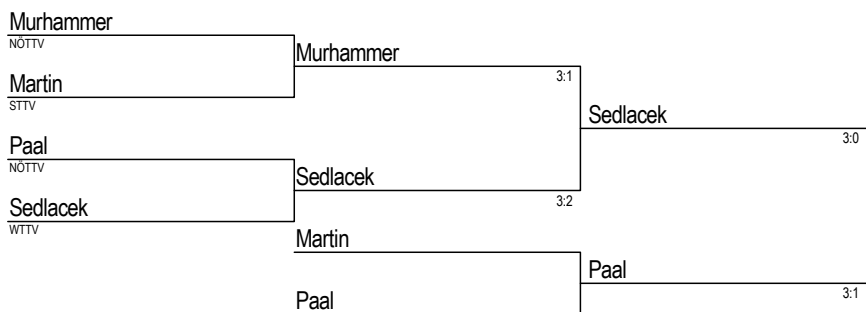 Murhammer
NÖTTV
Murhammer
3:1
Martin
STTV
Sedlacek
3:0
Paal
NÖTTV
Sedlacek
3:2
Sedlacek
WTTV
Martin
Paal
3:1
Paal